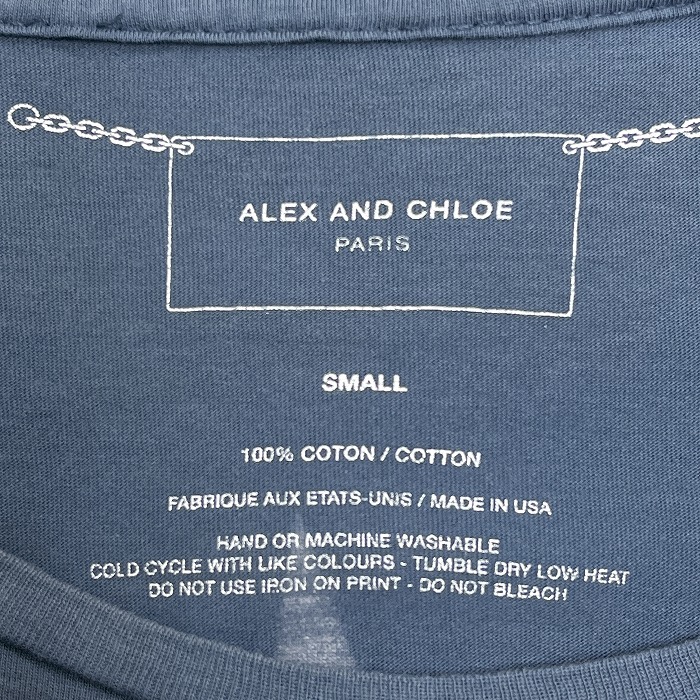 ALEX AND CHLOE
PARIS
SMALL
100% COTON / COTTON
FABRIQUE AUX ETATS-UNIS / MADE IN USA
HAND OR MACHINE WASHABLE
COLD CYCLE WITH LIKE COLOURS - TUMBLE DRY LOW HEAT
DO NOT USE IRON ON PRINT - DO NOT BLEACH